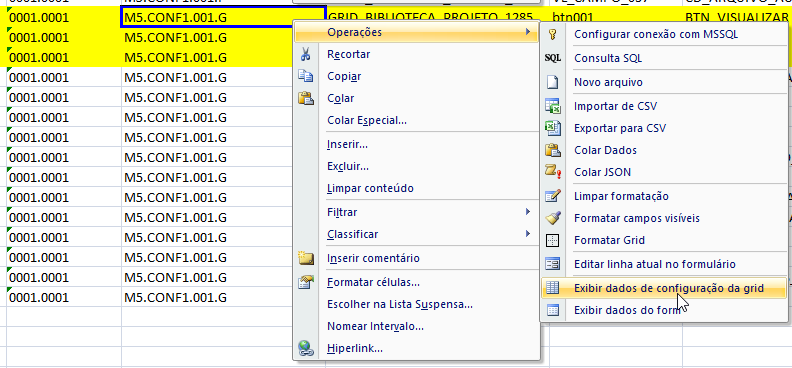 0001.0001 M5.CONF1.001.G GRID_BIBLIOTECA_PROJETO_1285 btn001 BTN_VISUALIZAR
0001.0001 M5.CONF1.001.G
0001.0001 M5.CONF1.001.G
0001.0001 M5.CONF1.001.G
0001.0001 M5.CONF1.001.G
0001.0001 M5.CONF1.001.G
0001.0001 M5.CONF1.001.G
0001.0001 M5.CONF1.001.G
0001.0001 M5.CONF1.001.G
0001.0001 M5.CONF1.001.G
0001.0001 M5.CONF1.001.G
0001.0001 M5.CONF1.001.G
0001.0001 M5.CONF1.001.G
0001.0001 M5.CONF1.001.G
0001.0001 M5.CONF1.001.G
Operações
Recortar
Copiar
Colar
Colar Especial...
Inserir...
Excluir...
Limpar conteúdo
Filtrar
Classificar
Inserir comentário
Formatar células...
Escolher na Lista Suspensa...
Nomear Intervalo...
Hiperlink...
Configurar conexão com MSSQL
SQL Consulta SQL
Novo arquivo
Importar de CSV
Exportar para CSV
Colar Dados
Colar JSON
Limpar formatação
Formatar campos visíveis
Formatar Grid
Editar linha atual no formulário
Exibir dados de configuração da grid
Exibir dados do form